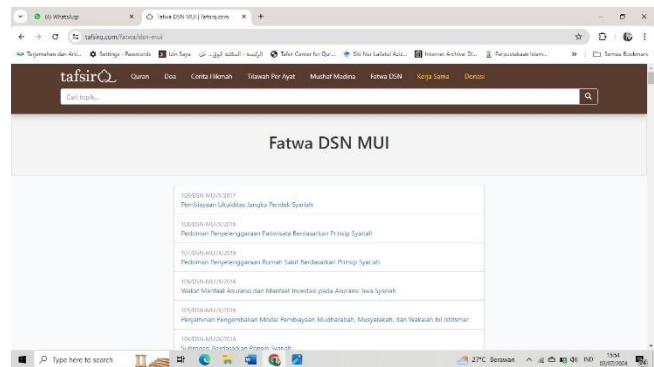 (6) WhatsApp
Fatwa DSN MUI | Tafsirq.com
tafsirq.com/fatwa/dsn-mui
Terjemahan dan Arti...
Settings - Passwords
Izin Saya
Tafsir Center for Qur...
Siti Nur Lailatul Aziz...
Internet Archive: Di...
Perpustakaan Islam...
Semua Bookmark
tafsirQ
Quran
Doa
Cerita Hikmah
Tilawah Per Ayat
Mushaf Madina
Fatwa DSN
Kerja Sama
Donasi
Cari topik...
Fatwa DSN MUI
109/DSN-MUI/II/2017
Pembiayaan Likuiditas Jangka Pendek Syariah
108/DSN-MUI/X/2016
Pedoman Penyelenggaraan Pariwisata Berdasarkan Prinsip Syariah
107/DSN-MUI/X/2016
Pedoman Penyelenggaraan Rumah Sakit Berdasarkan Prinsip Syariah
106/DSN-MUI/X/2016
Wakaf Manfaat Asuransi dan Manfaat Investasi pada Asuransi Jiwa Syariah
105/DSN-MUI/X/2016
Penjaminan Pengembalian Modal Pembiayaan Mudharabah, Musyarakah, dan Wakalah bil Istitsmar
104/DSN-MUI/X/2016
Subrogasi Berdasarkan Prinsip Syariah
Type here to search
27°C Berawan
IND
15:54
02/07/2024